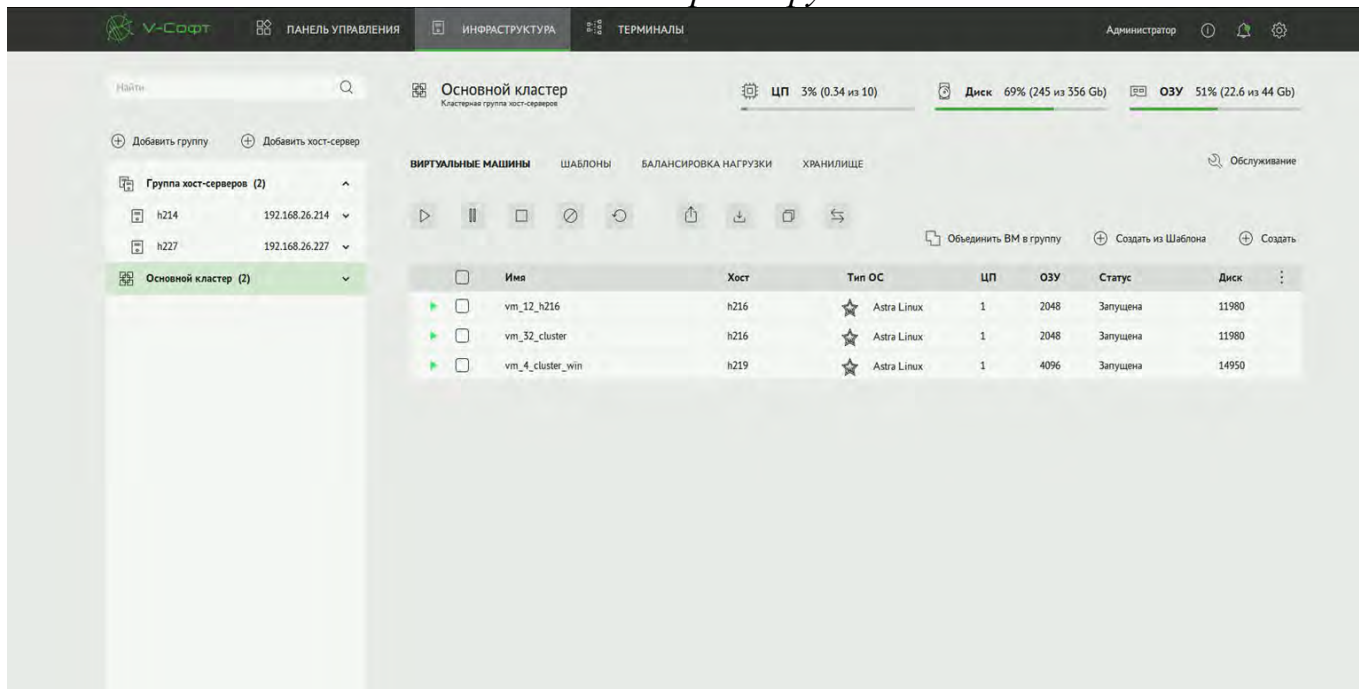 V-Софт ПАНЕЛЬ УПРАВЛЕНИЯ ИНФРАСТРУКТУРА ТЕРМИНАЛЫ Администратор
Найти
Основной кластер
Кластерная группа хост-серверов
ЦП 3% (0.34 из 10) Диск 69% (245 из 356 Gb) ОЗУ 51% (22.6 из 44 Gb)
Добавить группу Добавить хост-сервер
ВИРТУАЛЬНЫЕ МАШИНЫ ШАБЛОНЫ БАЛАНСИРОВКА НАГРУЗКИ ХРАНИЛИЩЕ Обслуживание
Группа хост-серверов (2)
h214 192.168.26.214
h227 192.168.26.227
Основной кластер (2)
Объединить ВМ в группу Создать из Шаблона Создать
Имя Хост Тип ОС ЦП ОЗУ Статус Диск
vm_12_h216 h216 Astra Linux 1 2048 Запущена 11980
vm_32_cluster h216 Astra Linux 1 2048 Запущена 11980
vm_4_cluster_win h219 Astra Linux 1 4096 Запущена 14950